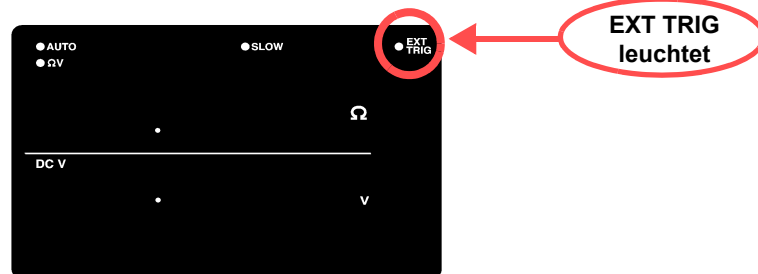 AUTO
SLOW
EXT
TRIG
ΩV
Ω
DC V
V
EXT TRIG
leuchtet